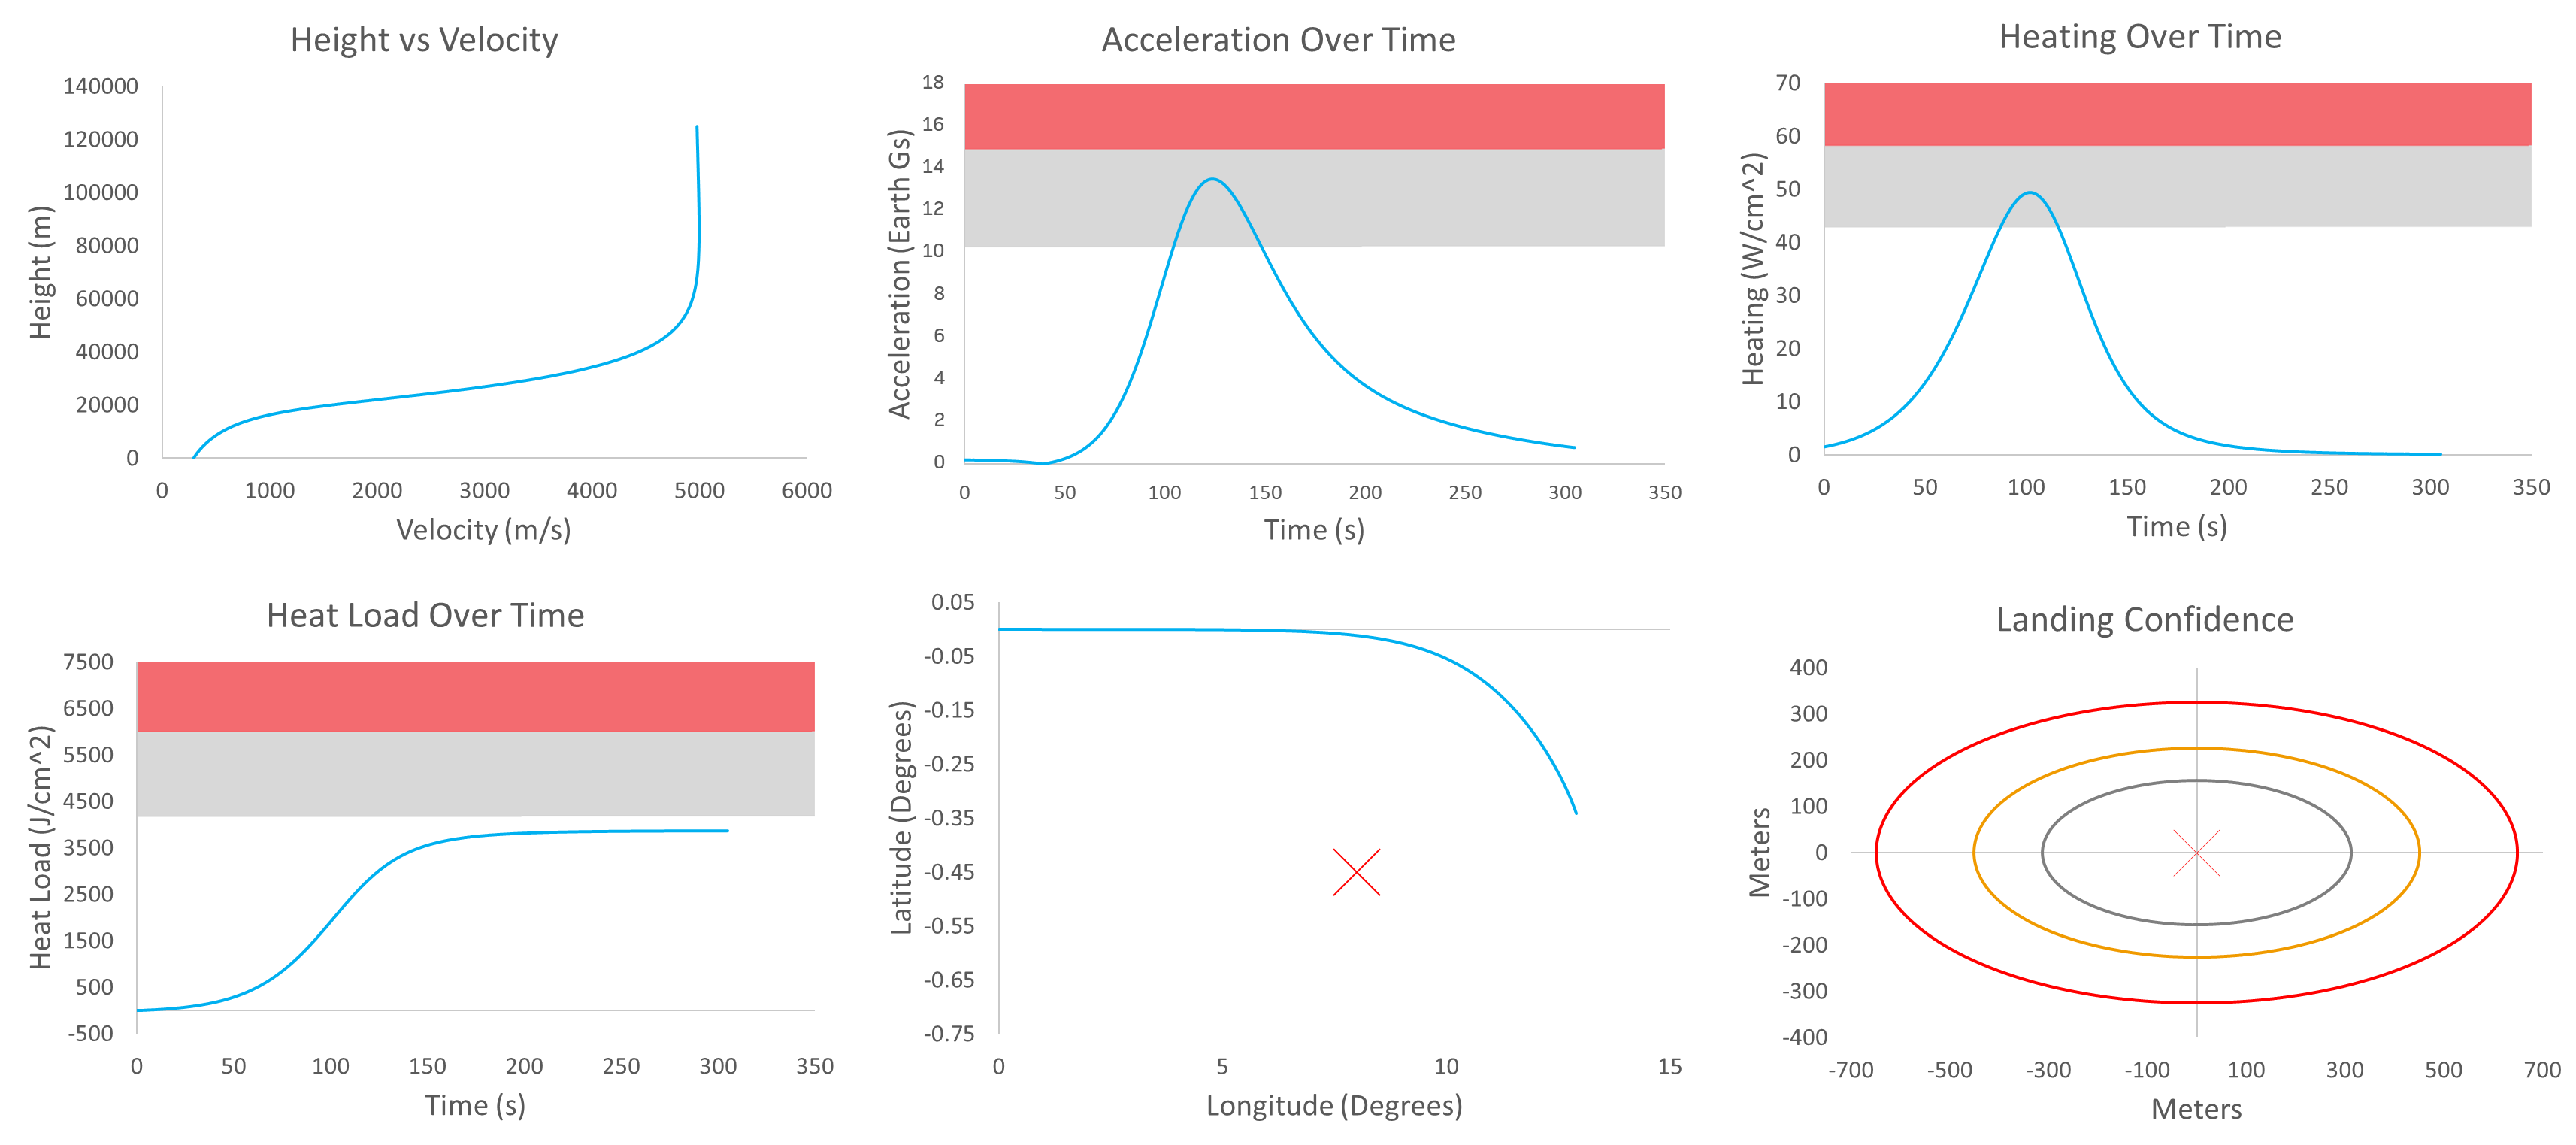 Height vs Velocity
Height (m)
140000
120000
100000
80000
60000
40000
20000
0
0 1000 2000 3000 4000 5000 6000
Velocity (m/s)
Acceleration Over Time
Acceleration (Earth Gs)
18
16
14
12
10
8
6
4
2
0
0 50 100 150 200 250 300 350
Time (s)
Heating Over Time
Heating (W/cm^2)
70
60
50
40
30
20
10
0
0 50 100 150 200 250 300 350
Time (s)
Heat Load Over Time
Heat Load (J/cm^2)
7500
6500
5500
4500
3500
2500
1500
500
-500
0 50 100 150 200 250 300 350
Time (s)
Latitude (Degrees)
0.05
-0.05
-0.15
-0.25
-0.35
-0.45
-0.55
-0.65
-0.75
0 5 10 15
Longitude (Degrees)
Landing Confidence
Meters
400
300
200
100
0
-100
-200
-300
-400
-700 -500 -300 -100 100 300 500 700
Meters